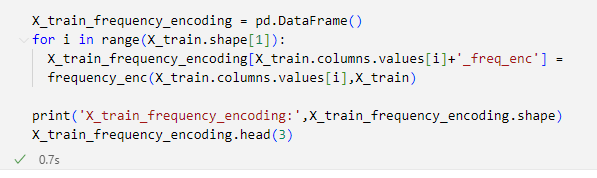 X_train_frequency_encoding = pd.DataFrame()
for i in range(X_train.shape[1]):
  X_train_frequency_encoding[X_train.columns.values[i]+'_freq_enc'] =
  frequency_enc(X_train.columns.values[i],X_train)

print('X_train_frequency_encoding:',X_train_frequency_encoding.shape)
X_train_frequency_encoding.head(3)
✓ 0.7s